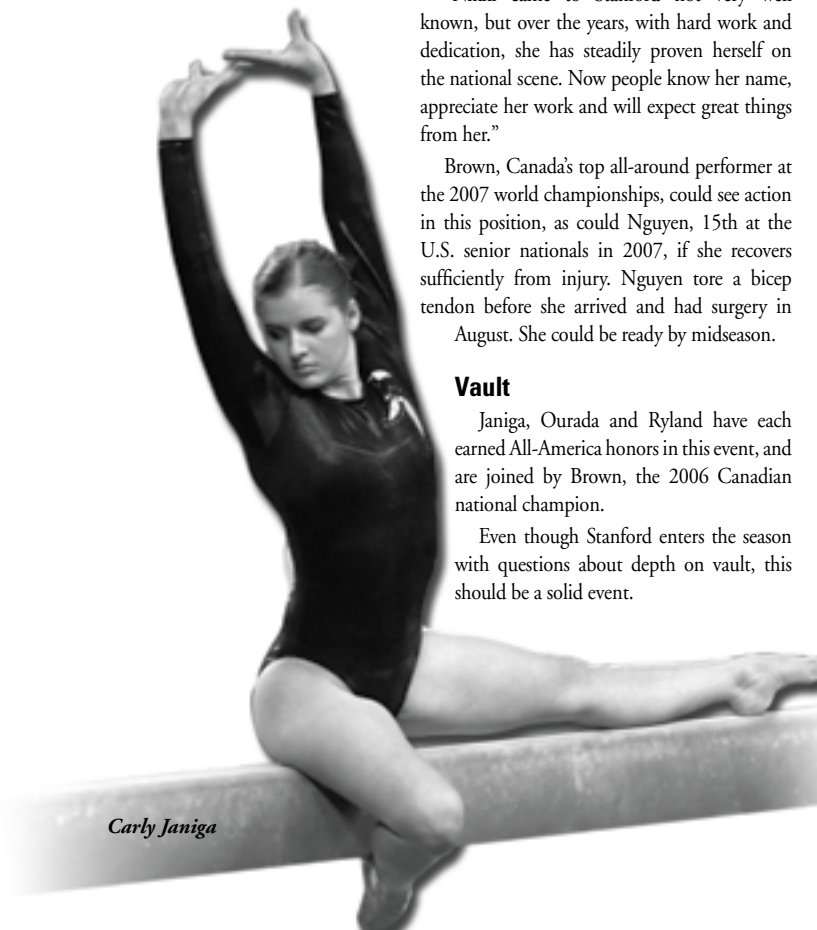 came to Stanford not very well
known, but over the years, with hard work and
dedication, she has steadily proven herself on
the national scene. Now people know her name,
appreciate her work and will expect great things
from her.”
Brown, Canada’s top all-around performer at
the 2007 world championships, could see action
in this position, as could Nguyen, 15th at the
U.S. senior nationals in 2007, if she recovers
sufficiently from injury. Nguyen tore a bicep
tendon before she arrived and had surgery in
August. She could be ready by midseason.
Vault
Janiga, Ourada and Ryland have each
earned All-America honors in this event, and
are joined by Brown, the 2006 Canadian
national champion.
Even though Stanford enters the season
with questions about depth on vault, this
should be a solid event.
Carly Janiga